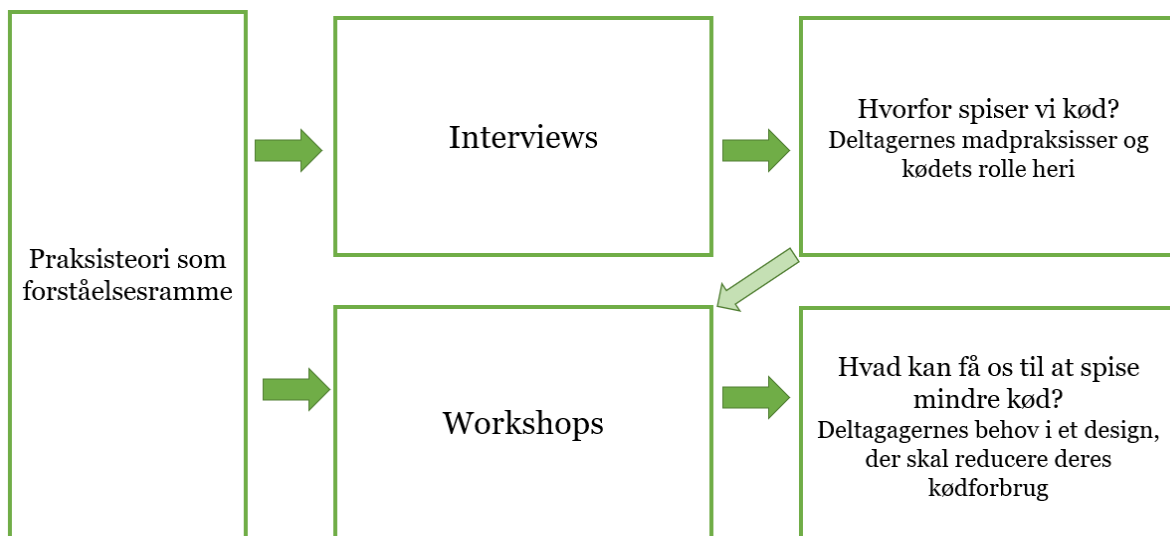 Praksisteori som
forståelsesramme
Interviews
Hvorfor spiser vi kød?
Deltagernes madpraksisser og
kødets rolle heri
Workshops
Hvad kan få os til at spise
mindre kød?
Deltagagernes behov i et design,
der skal reducere deres
kødforbrug